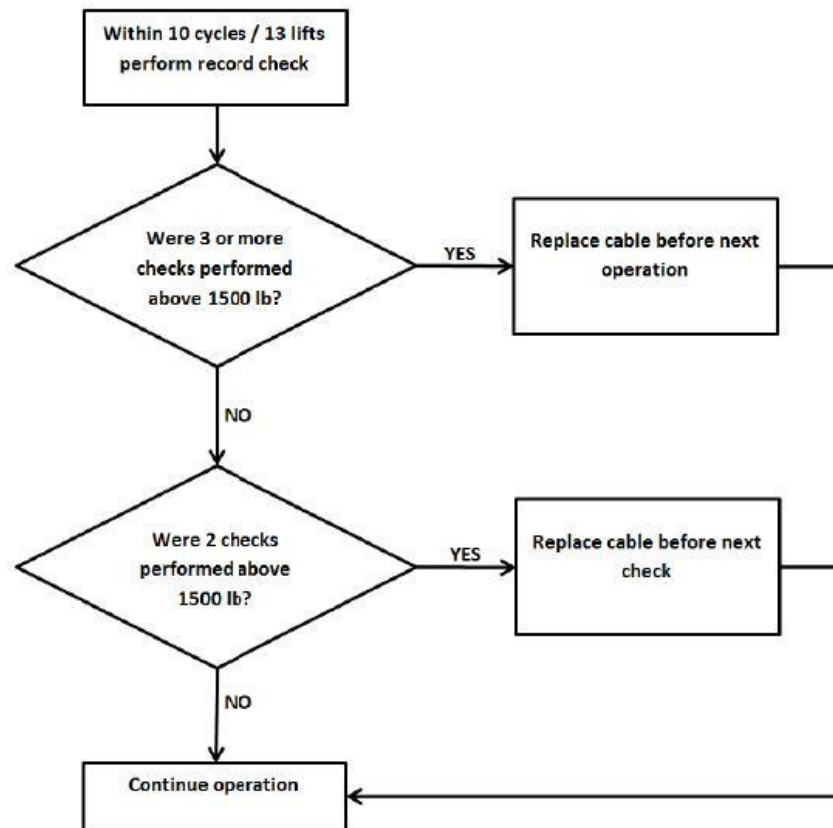 Within 10 cycles / 13 lifts
perform record check
Were 3 or more
checks performed
above 1500 lb?
YES
Replace cable before next
operation
NO
Were 2 checks
performed above
1500 lb?
YES
Replace cable before next
check
NO
Continue operation